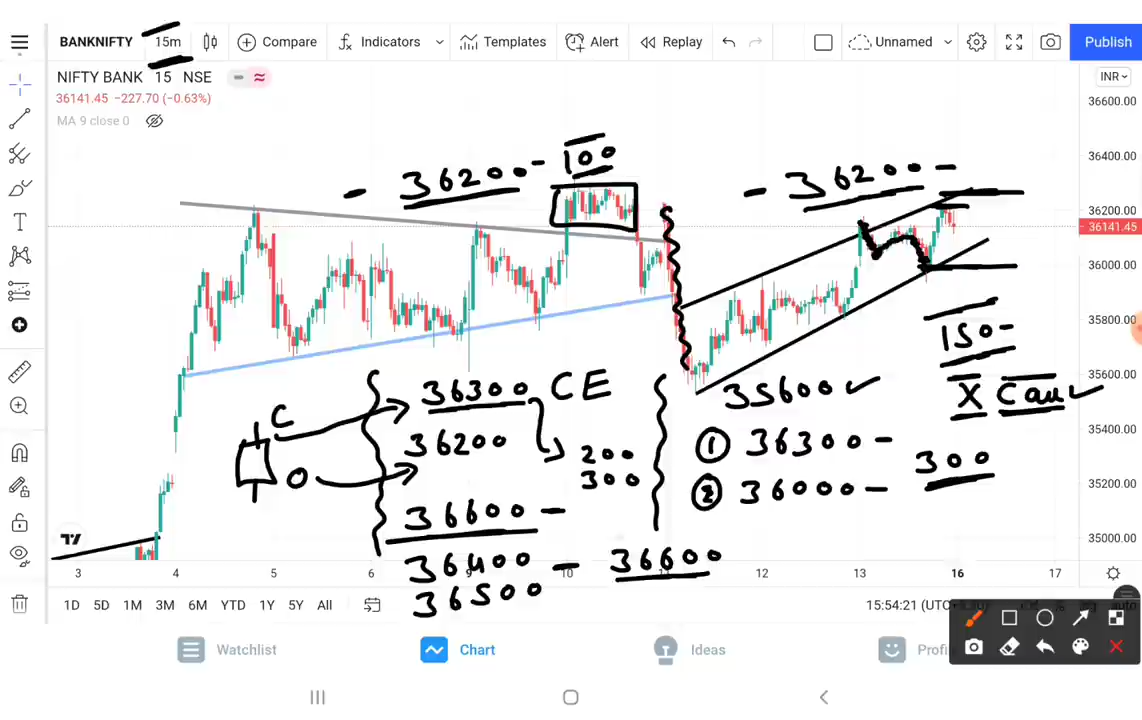 BANKNIFTY 15m Compare Indicators Templates Alert Replay Unnamed Publish
NIFTY BANK 15 NSE
36141.45 −227.70 (−0.63%)
MA 9 close 0
INR
36600.00
36400.00
36200.00
36141.45
36000.00
35800.00
35600.00
35400.00
35200.00
35000.00
- 36200 - 100
- 36200 -
150-
X Call
36300 CE
36200
200
300
36600 -
36400 - 36600
36500
C
O
35600
① 36300 -
② 36000 -
300
3 4 5 6 9 10 11 12 13 16 17
1D 5D 1M 3M 6M YTD 1Y 5Y All
15:54:21 (UTC
auto
Watchlist Chart Ideas